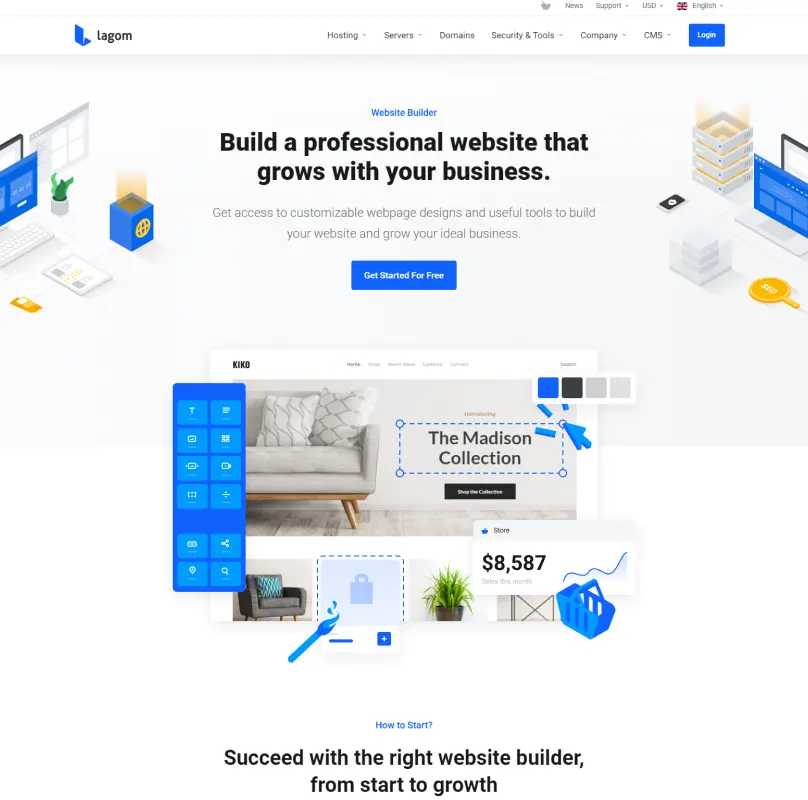 News Support USD English
lagom
Hosting Servers Domains Security & Tools Company CMS Login
Website Builder
Build a professional website that
grows with your business.
Get access to customizable webpage designs and useful tools to build
your website and grow your ideal business.
Get Started For Free
SEO
KIKO
Home Shop Learn About Updates Contact Search
Introducing
The Madison
Collection
Shop the Collection
Store
$8,587
Sales this month
How to Start?
Succeed with the right website builder,
from start to growth